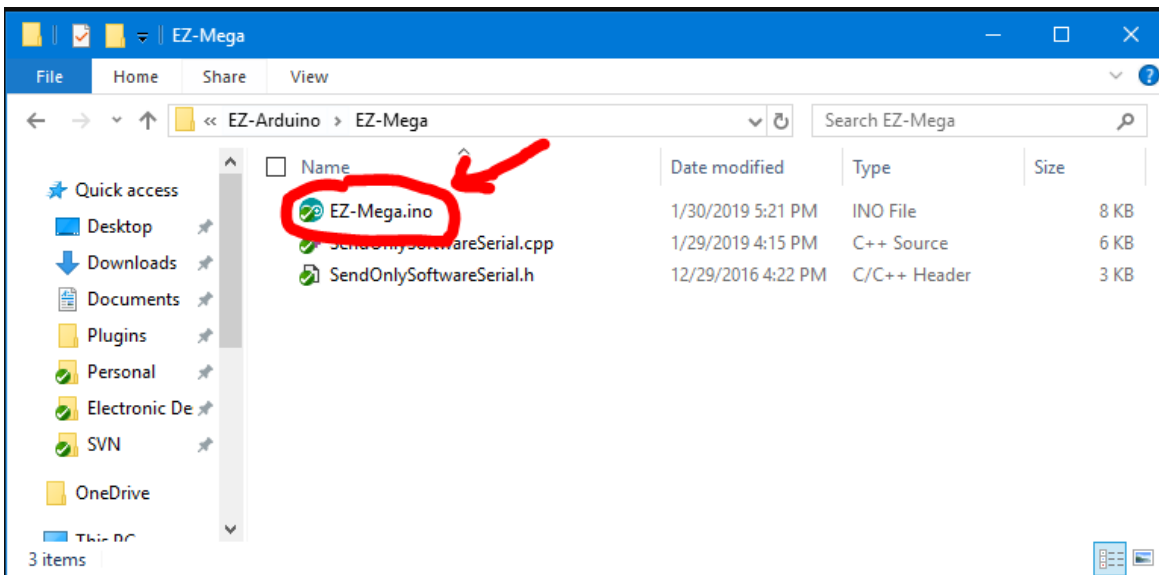 EZ-Mega
File Home Share View
« EZ-Arduino > EZ-Mega Search EZ-Mega
Name Date modified Type Size
Quick access
Desktop
Downloads
Documents
Plugins
Personal
Electronic De
SVN
OneDrive
This PC
EZ-Mega.ino 1/30/2019 5:21 PM INO File 8 KB
SendOnlySoftwareSerial.cpp 1/29/2019 4:15 PM C++ Source 6 KB
SendOnlySoftwareSerial.h 12/29/2016 4:22 PM C/C++ Header 3 KB
3 items